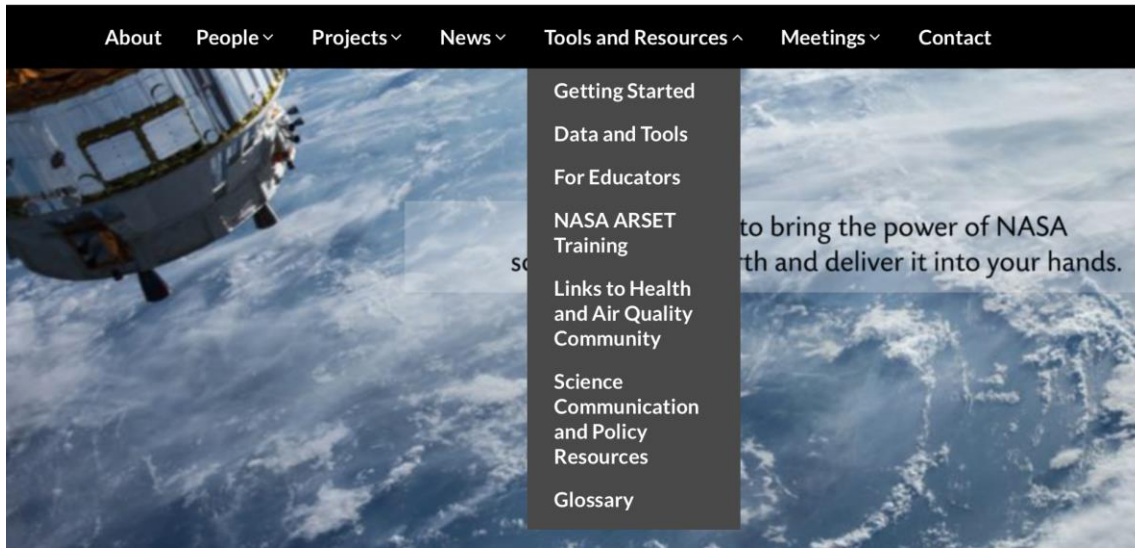 About People Projects News Tools and Resources Meetings Contact
Getting Started
Data and Tools
For Educators
NASA ARSET
Training
Links to Health
and Air Quality
Community
Science
Communication
and Policy
Resources
Glossary
to bring the power of NASA
and deliver it into your hands.